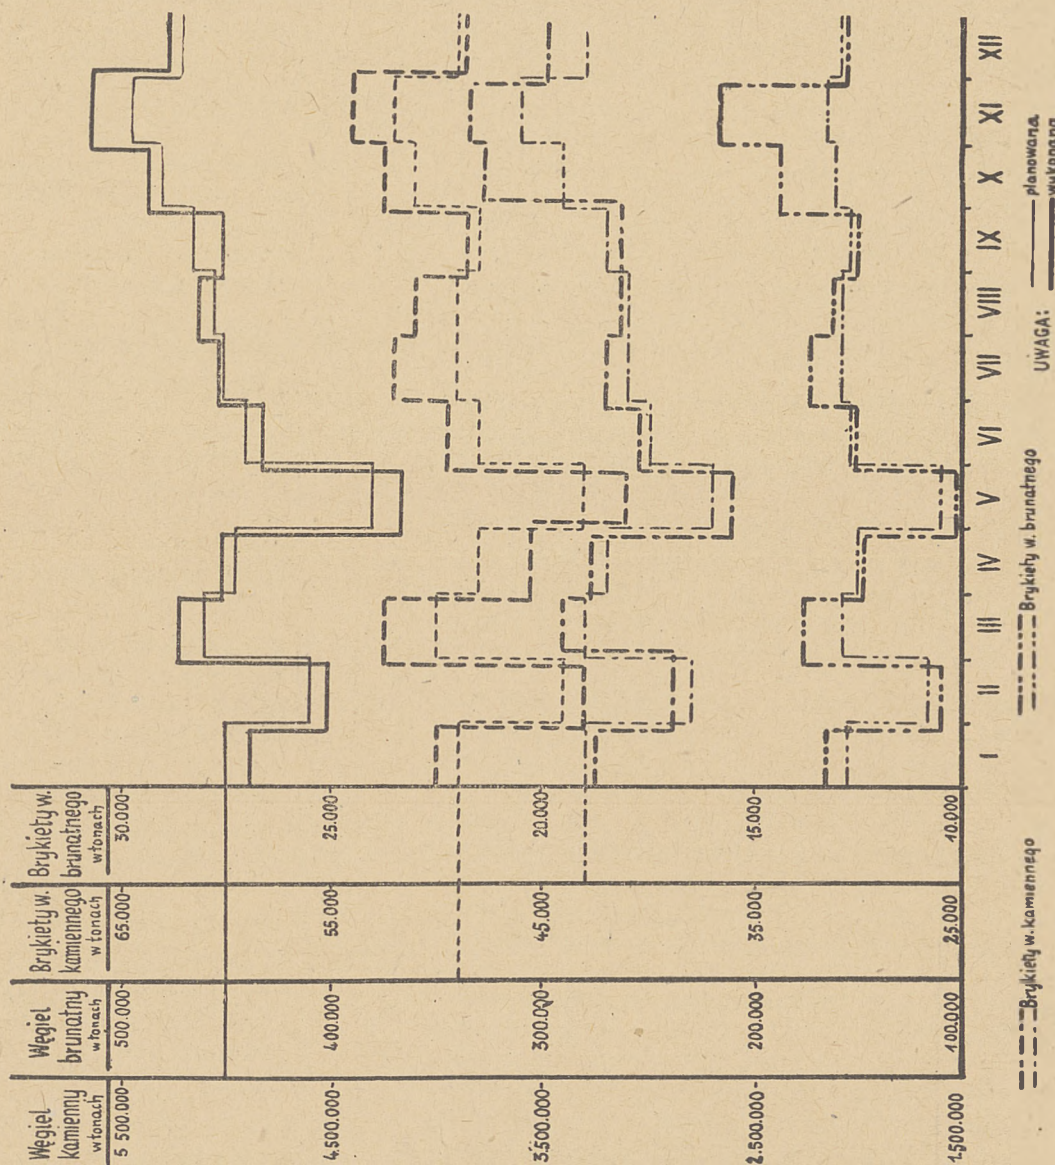 Węgiel kamienny
w tonach
5 500.000
4.500.000
3.500.000
2.500.000
1.500.000
Węgiel brunatny
w tonach
500.000
400.000
300.000
200.000
100.000
Brykiety w. kamiennego
w tonach
65.000
55.000
45.000
35.000
25.000
Brykiety w. brunatnego
w tonach
30.000
25.000
20.000
15.000
10.000
I II III IV V VI VII VIII IX X XI XII
Brykiety w. kamiennego
Brykiety w. brunatnego
UWAGA:
planowana
wykonana